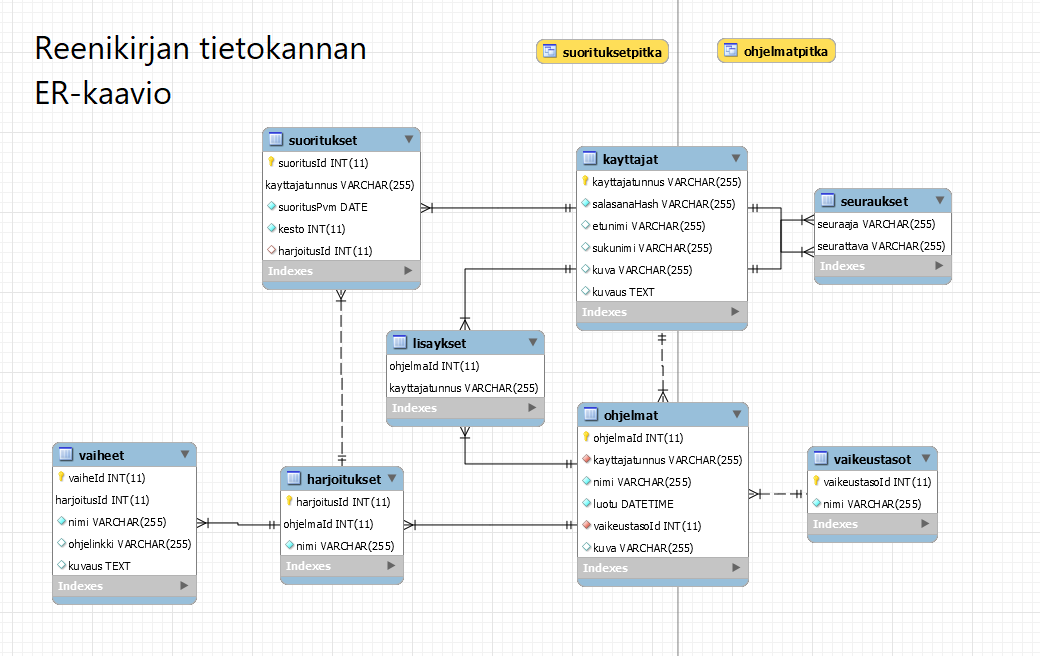 Reenikirjan tietokannan
ER-kaavio
suorituksetpitka
ohjelmatpitka
suoritukset
suoritusId INT(11)
kayttajatunnus VARCHAR(255)
suoritusPvm DATE
kesto INT(11)
harjoitusId INT(11)
Indexes
kayttajat
kayttajatunnus VARCHAR(255)
salasanaHash VARCHAR(255)
etunimi VARCHAR(255)
sukunimi VARCHAR(255)
kuva VARCHAR(255)
kuvaus TEXT
Indexes
seuraukset
seuraaja VARCHAR(255)
seurattava VARCHAR(255)
Indexes
lisaykset
ohjelmaId INT(11)
kayttajatunnus VARCHAR(255)
Indexes
ohjelmat
ohjelmaId INT(11)
kayttajatunnus VARCHAR(255)
nimi VARCHAR(255)
luotu DATETIME
vaikeustasoId INT(11)
kuva VARCHAR(255)
Indexes
vaiheet
vaiheId INT(11)
harjoitusId INT(11)
nimi VARCHAR(255)
ohjelinkki VARCHAR(255)
kuvaus TEXT
Indexes
harjoitukset
harjoitusId INT(11)
ohjelmaId INT(11)
nimi VARCHAR(255)
Indexes
vaikeustasot
vaikeustasoId INT(11)
nimi VARCHAR(255)
Indexes